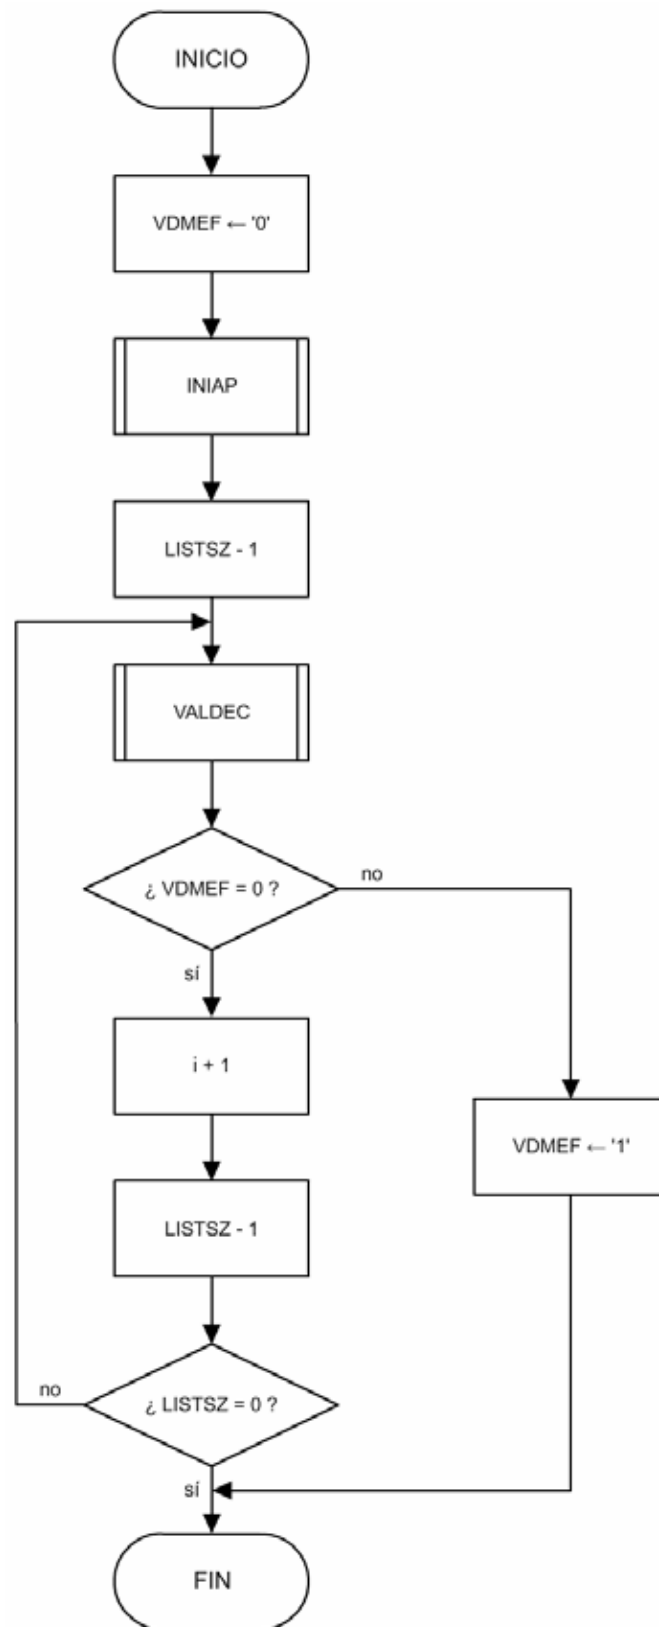 INICIO
VDMEF ← '0'
INIAP
LISTSZ - 1
VALDEC
¿ VDMEF = 0 ?
no
sí
i + 1
VDMEF ← '1'
LISTSZ - 1
¿ LISTSZ = 0 ?
no
sí
FIN